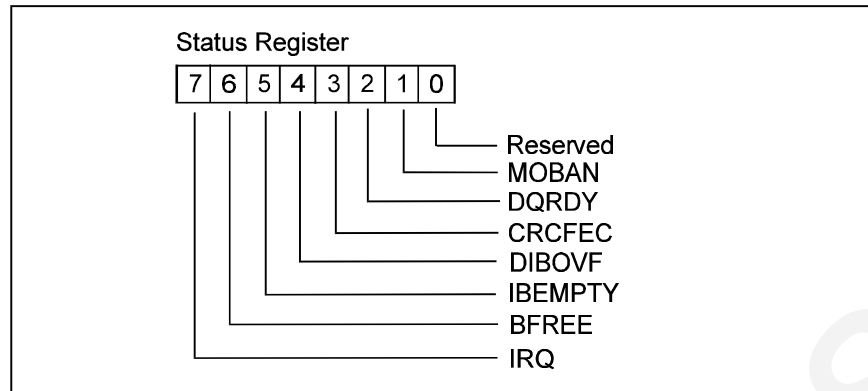 Status Register
7 6 5 4 3 2 1 0
Reserved
MOBAN
DQRDY
CRCFEC
DIBOVF
IBEMPTY
BFREE
IRQ